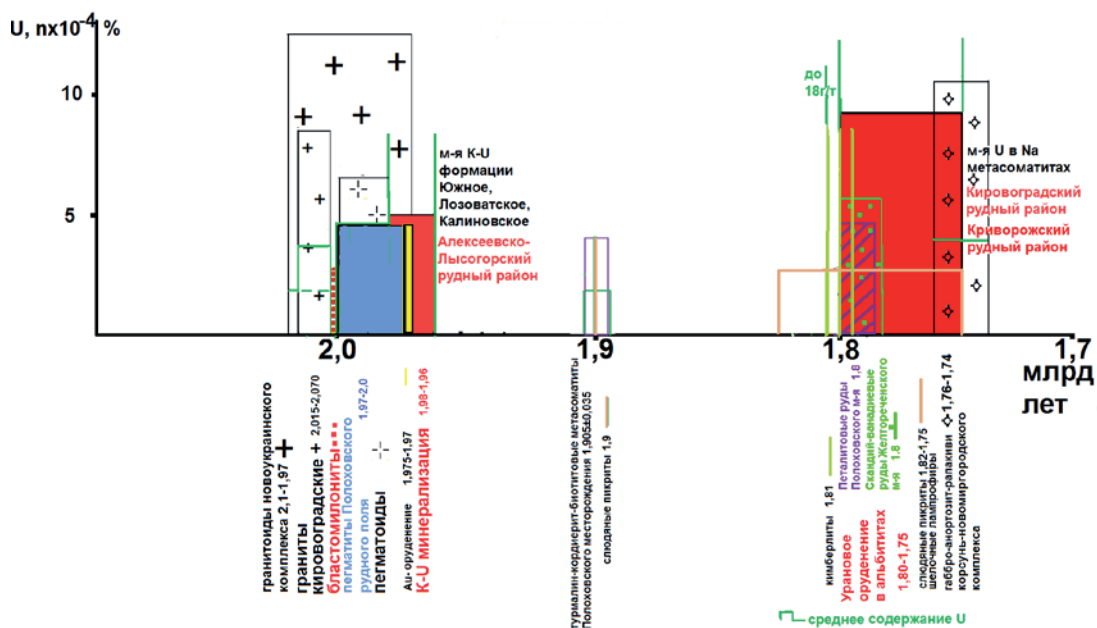 U, nx10⁻⁴ %
10
5
до
18г/т
м-я K-U
формации
Южное,
Лозоватское,
Калиновское
Алексеевско-
Лысогорский
рудный район
м-я U в Na
метасоматитах
Кировоградский
рудный район
Криворожский
рудный район
2,0
1,9
1,8
1,7
млрд
лет
гранитоиды новоукраинского
комплекса 2,1-1,97
граниты
кировоградские + 2,015-2,070
бластомилониты
пегматиты Полоховского
рудного поля 1.97-2,0
пегматоиды
Au- оруденение 1,975-1,97
K-U минерализация 1,98-1,96
турмалин-кордиерит-биотитовые метасоматиты
Полоховского месторождения 1,905±0,035
слюдяные пикриты 1,9
кимберлиты 1,81
Петалитовые руды
Полоховского м-я 1.8
Скандий-ванадиевые
руды Желтореченского
м-я 1.8
Урановое
оруденение
в альбититах
1,80-1,75
слюдяные пикриты 1,82-1,75
шелочные лампрофиры
габбро-анортозит-рапакиви 1,76-1,74
корсунь-новомиргородского
комплекса
среднее содержание U